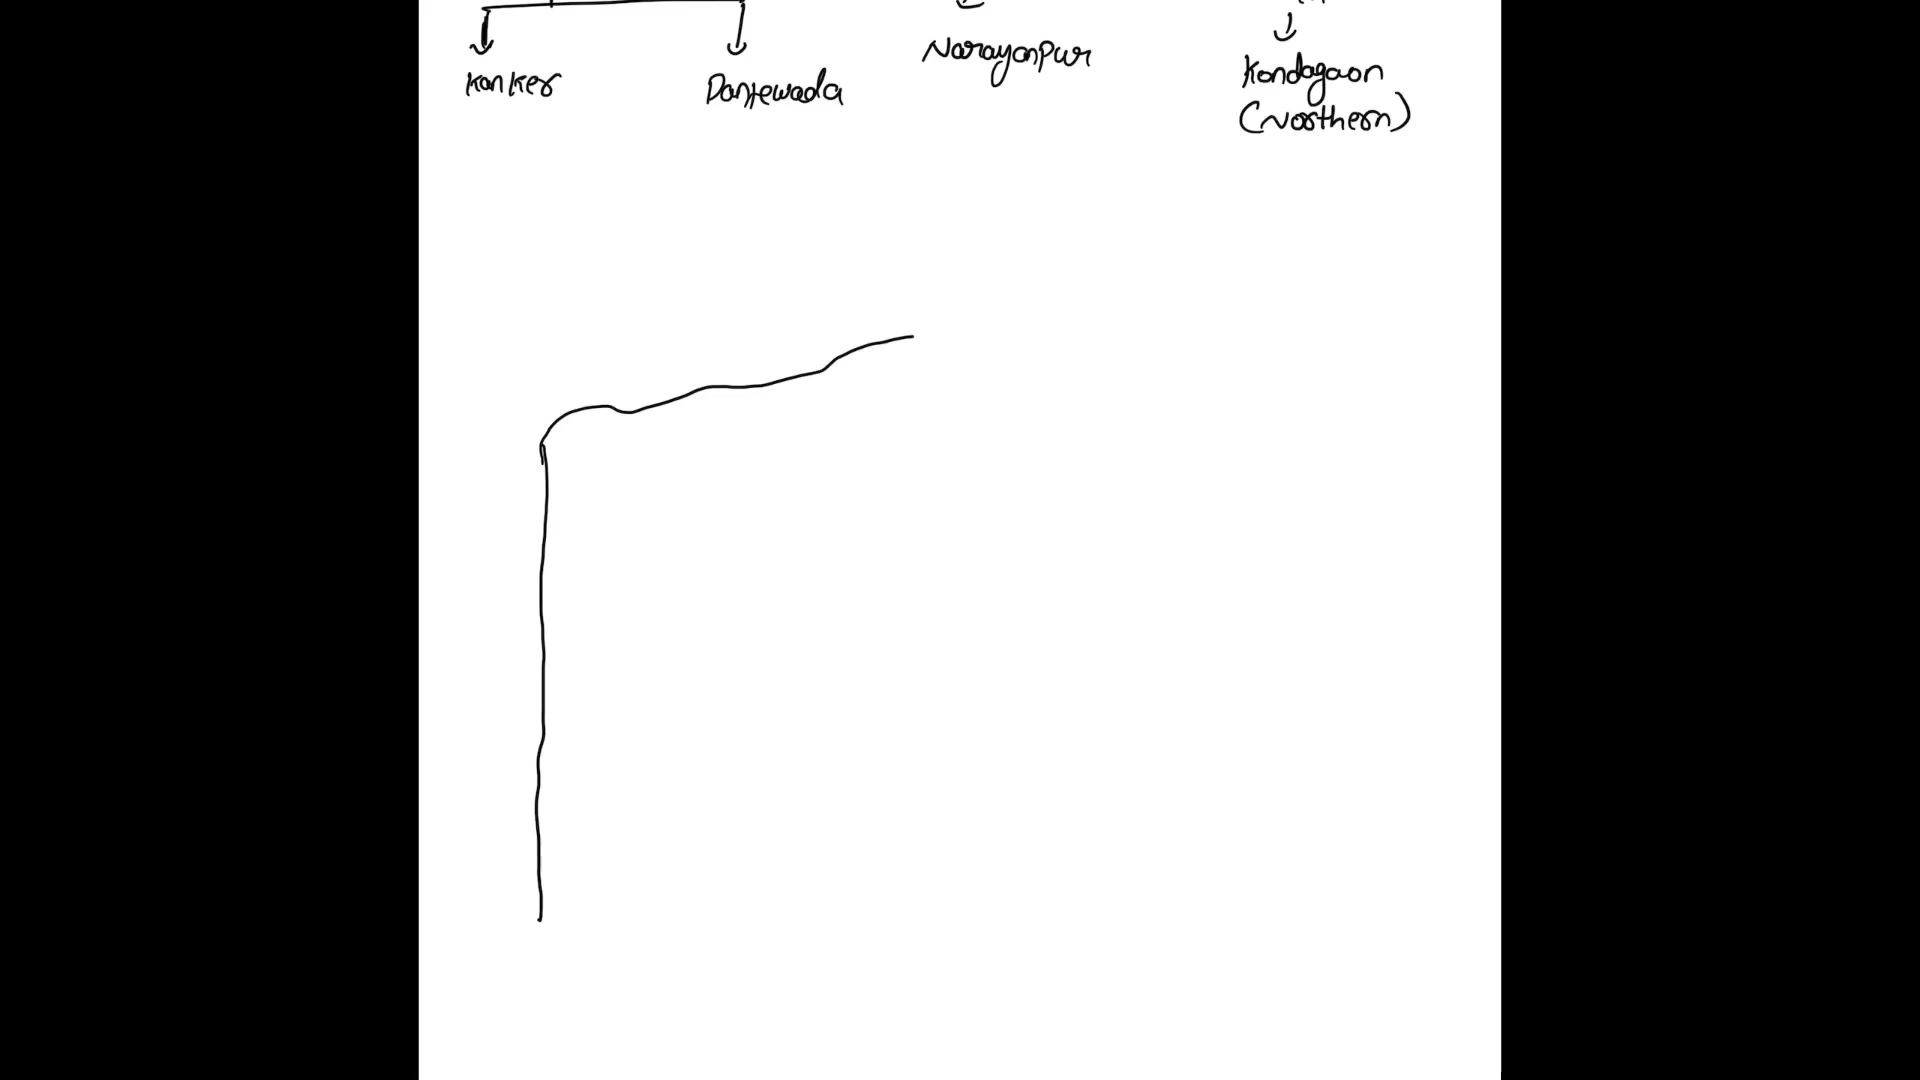 Kanker
Dantewada
Narayanpur
Kondagaon
(Northern)